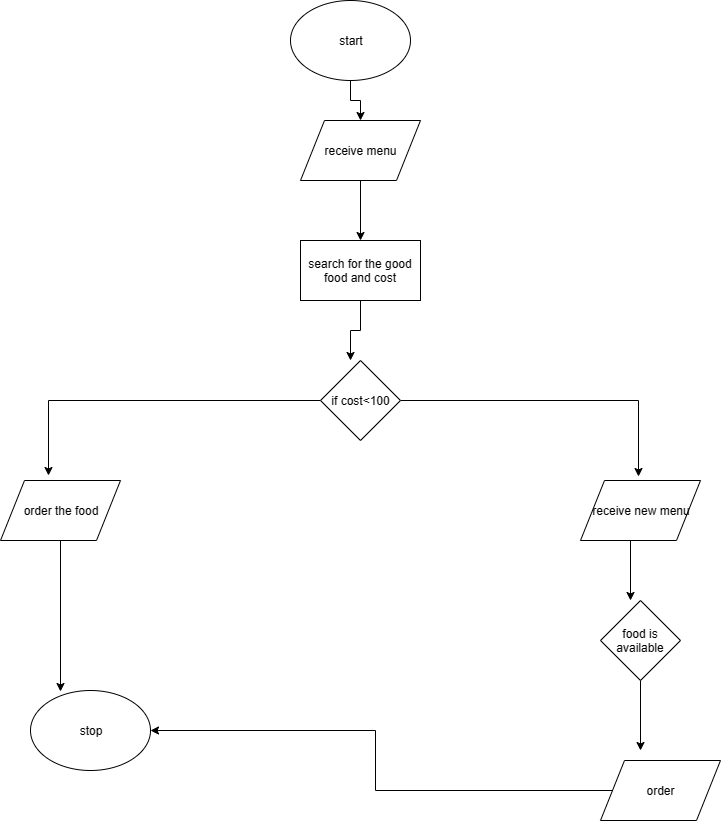 start
receive menu
search for the good
food and cost
if cost<100
order the food
receive new menu
food is
available
stop
order